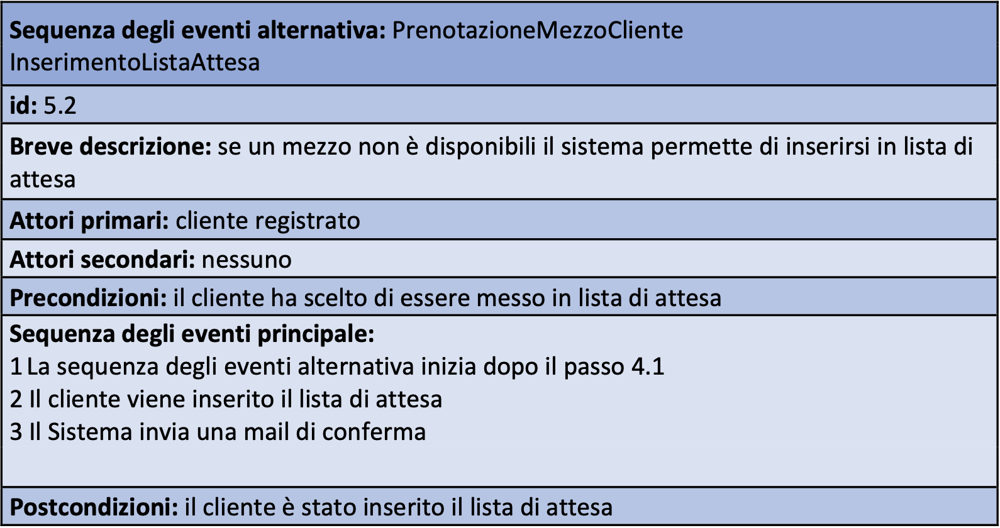 Sequenza degli eventi alternativa: PrenotazioneMezzoCliente
InserimentoListaAttesa
id: 5.2
Breve descrizione: se un mezzo non è disponibili il sistema permette di inserirsi in lista di
attesa
Attori primari: cliente registrato
Attori secondari: nessuno
Precondizioni: il cliente ha scelto di essere messo in lista di attesa
Sequenza degli eventi principale:
1 La sequenza degli eventi alternativa inizia dopo il passo 4.1
2 Il cliente viene inserito il lista di attesa
3 Il Sistema invia una mail di conferma
Postcondizioni: il cliente è stato inserito il lista di attesa